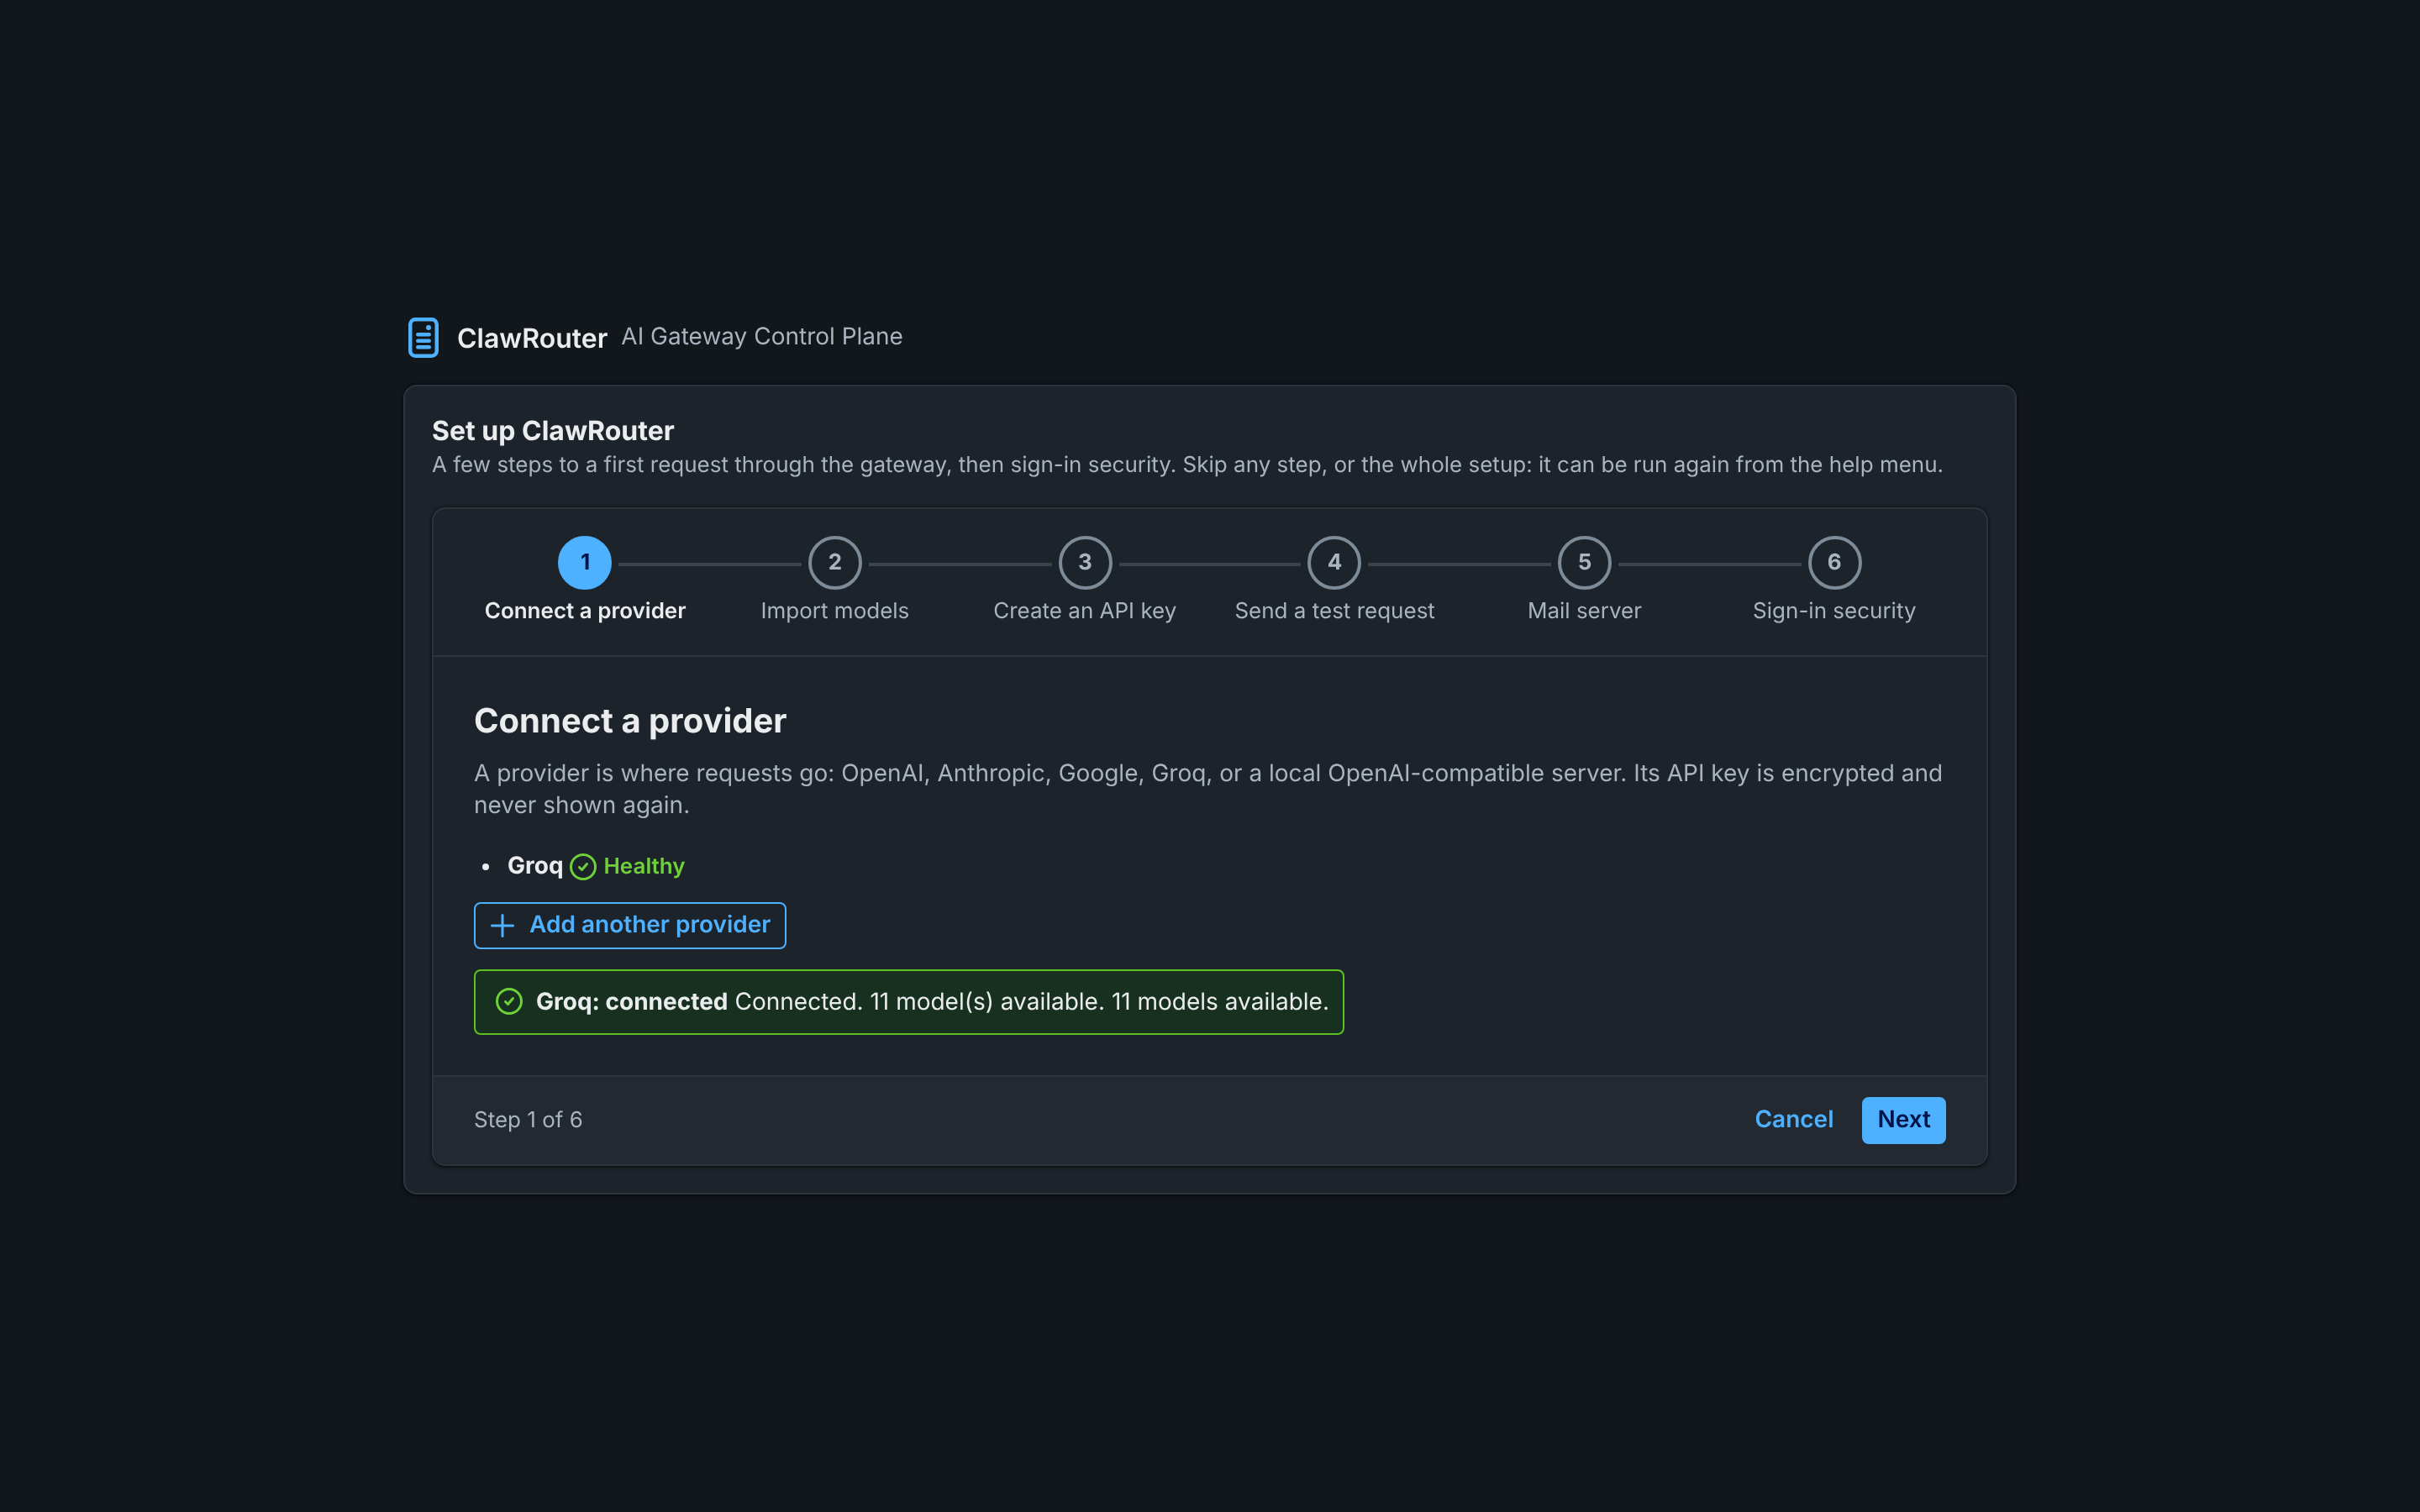 ClawRouter AI Gateway Control Plane
Set up ClawRouter
A few steps to a first request through the gateway, then sign-in security. Skip any step, or the whole setup: it can be run again from the help menu.
1 2 3 4 5 6
Connect a provider Import models Create an API key Send a test request Mail server Sign-in security
Connect a provider
A provider is where requests go: OpenAI, Anthropic, Google, Groq, or a local OpenAI-compatible server. Its API key is encrypted and
never shown again.
• Groq Healthy
+ Add another provider
Groq: connected Connected. 11 model(s) available. 11 models available.
Step 1 of 6 Cancel Next